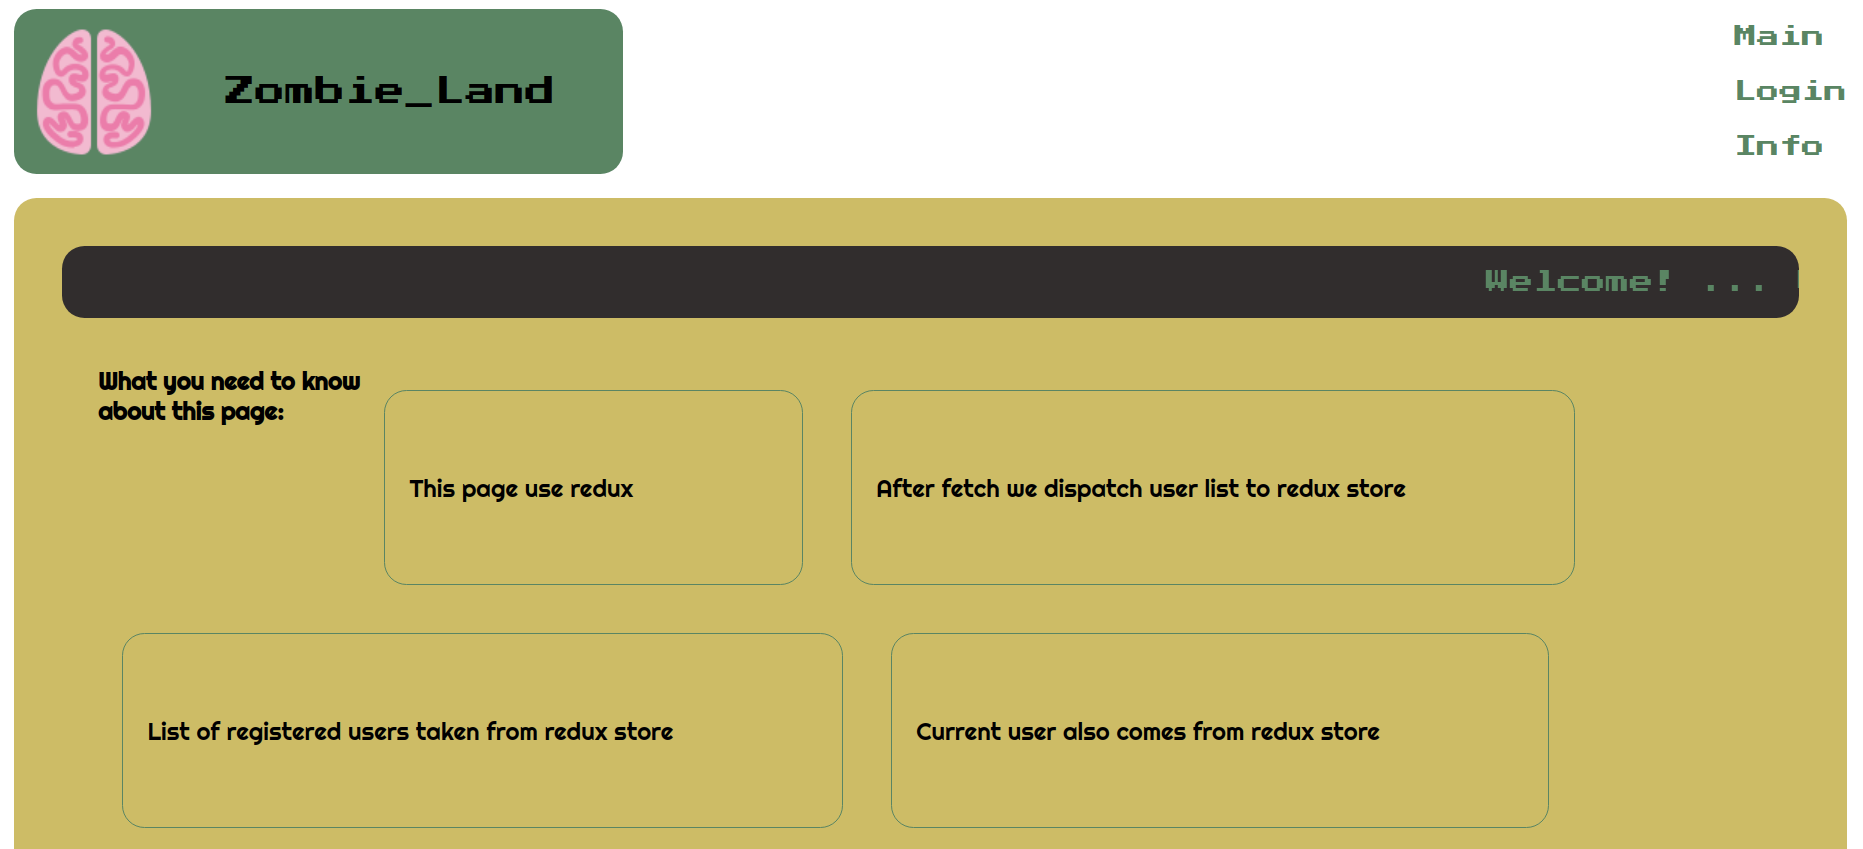 Zombie_Land
Main
Login
Info
Welcome! ...
What you need to know
about this page:
This page use redux
After fetch we dispatch user list to redux store
List of registered users taken from redux store
Current user also comes from redux store